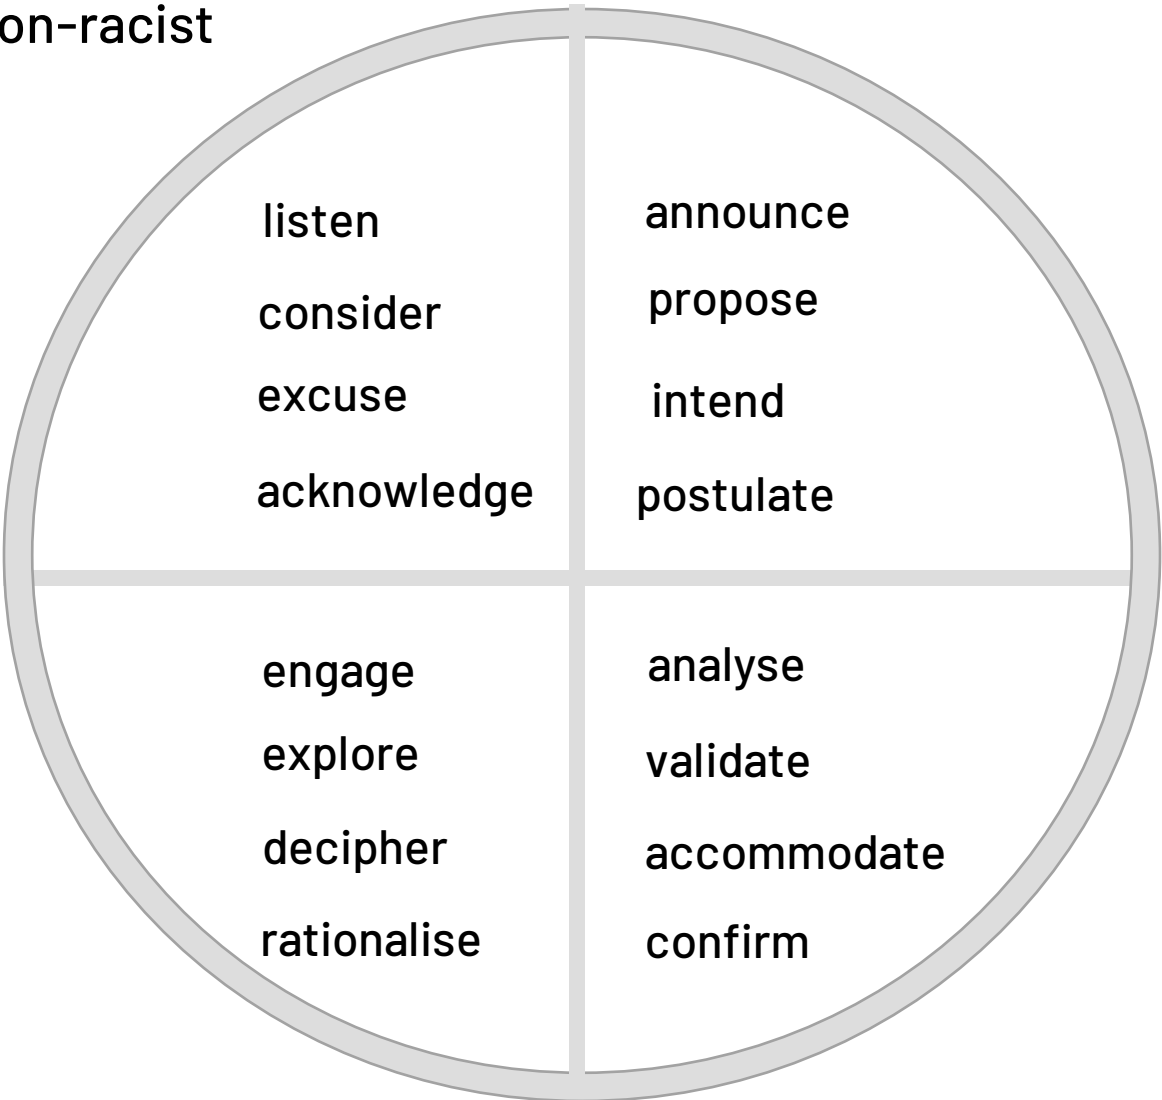 on-racist
listen
consider
excuse
acknowledge
announce
propose
intend
postulate
engage
explore
decipher
rationalise
analyse
validate
accommodate
confirm